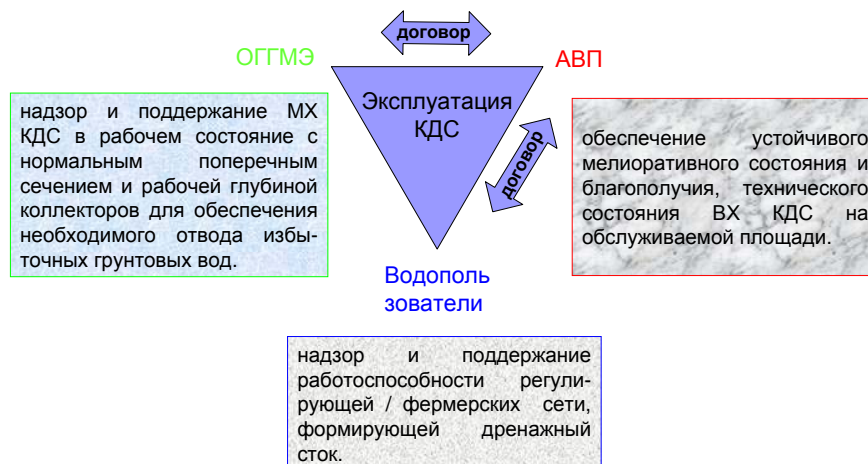 договор
ОГГМЭ
АВП
Эксплуатация
КДС
договор
надзор и поддержание МХ
КДС в рабочем состояние с
нормальным поперечным
сечением и рабочей глубиной
коллекторов для обеспечения
необходимого отвода избы-
точных грунтовых вод.
обеспечение устойчивого
мелиоративного состояния и
благополучия, технического
состояния ВХ КДС на
обслуживаемой площади.
Водополь
зователи
надзор и поддержание
работоспособности регули-
рующей / фермерских сети,
формирующей дренажный
сток.